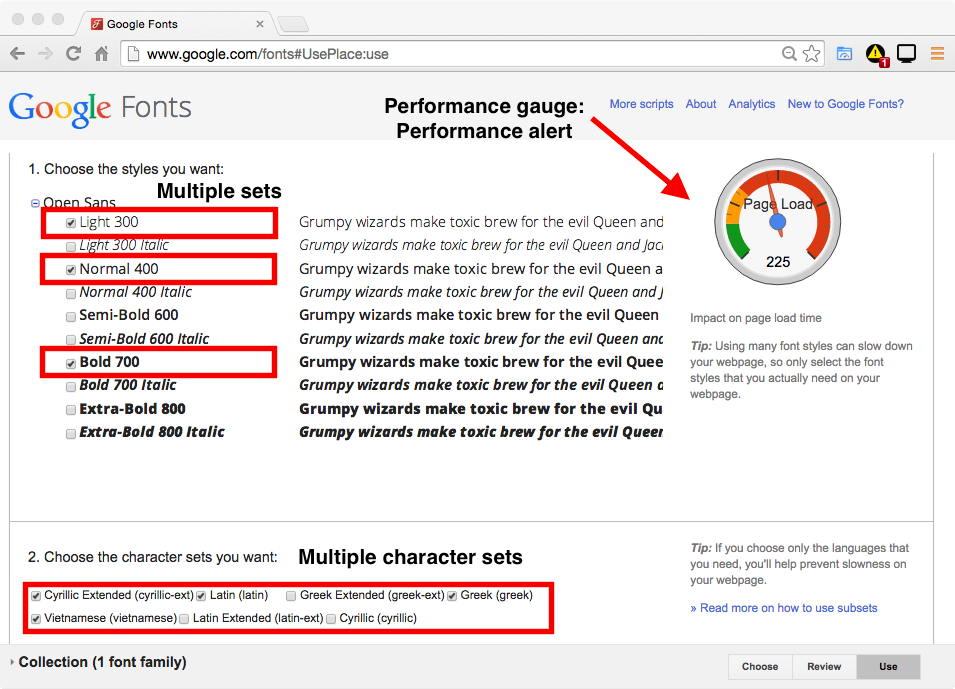 Google Fonts
www.google.com/fonts#UsePlace:use
1
Google Fonts
Performance gauge:
Performance alert
More scripts About Analytics New to Google Fonts?
1. Choose the styles you want:
Multiple sets
Open Sans
Light 300 Grumpy wizards make toxic brew for the evil Queen and
Light 300 Italic Grumpy wizards make toxic brew for the evil Queen and Jac
Normal 400 Grumpy wizards make toxic brew for the evil Queen a
Normal 400 Italic Grumpy wizards make toxic brew for the evil Queen and J
Semi-Bold 600 Grumpy wizards make toxic brew for the evil Queen
Semi-Bold 600 Italic Grumpy wizards make toxic brew for the evil Queen and
Bold 700 Grumpy wizards make toxic brew for the evil Quee
Bold 700 Italic Grumpy wizards make toxic brew for the evil Queen a
Extra-Bold 800 Grumpy wizards make toxic brew for the evil Qu
Extra-Bold 800 Italic Grumpy wizards make toxic brew for the evil Queen
Page Load
225
Impact on page load time
Tip: Using many font styles can slow down
your webpage, so only select the font
styles that you actually need on your
webpage.
2. Choose the character sets you want:
Multiple character sets
Cyrillic Extended (cyrillic-ext) Latin (latin) Greek Extended (greek-ext) Greek (greek)
Vietnamese (vietnamese) Latin Extended (latin-ext) Cyrillic (cyrillic)
Tip: If you choose only the languages that
you need, you'll help prevent slowness on
your webpage.
» Read more on how to use subsets
Collection (1 font family)
Choose Review Use